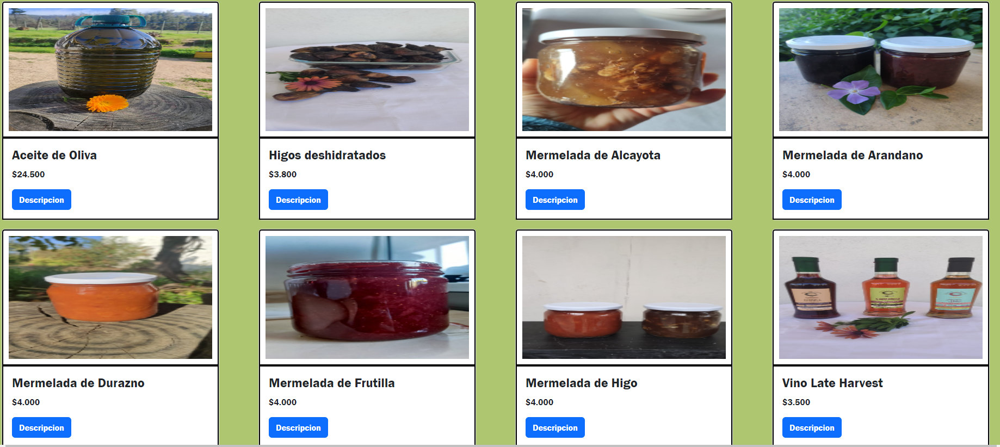 Aceite de Oliva
$24.500
Descripcion
Higos deshidratados
$3.800
Descripcion
Mermelada de Alcayota
$4.000
Descripcion
Mermelada de Arandano
$4.000
Descripcion
Mermelada de Durazno
$4.000
Descripcion
Mermelada de Frutilla
$4.000
Descripcion
Mermelada de Higo
$4.000
Descripcion
Vino Late Harvest
$3.500
Descripcion